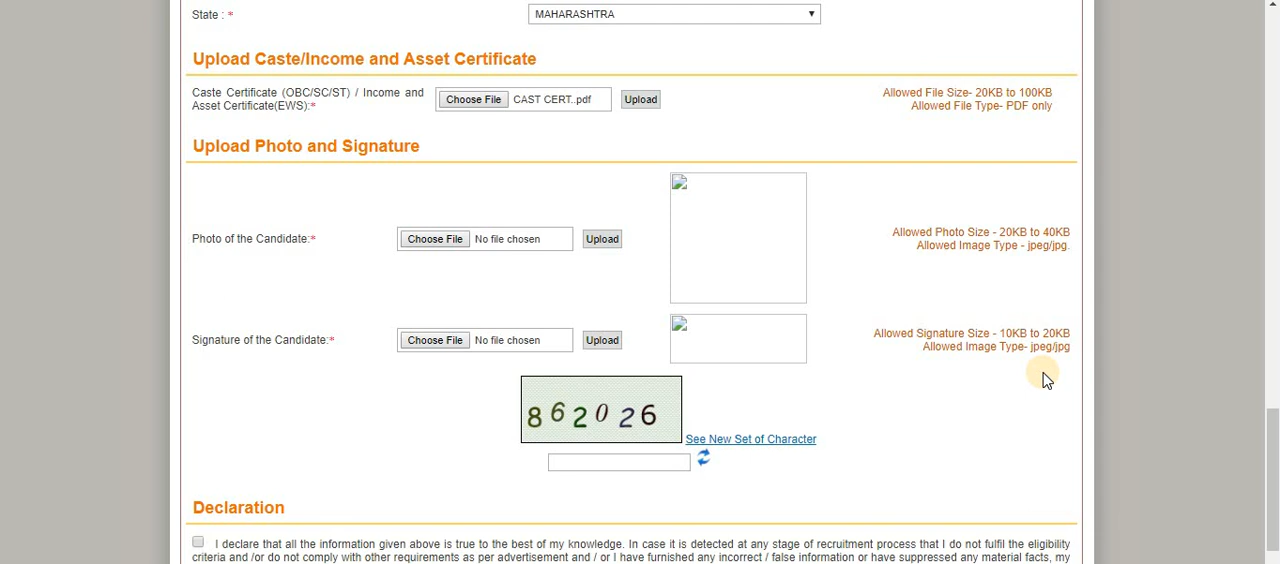 State : * MAHARASHTRA
Upload Caste/Income and Asset Certificate
Caste Certificate (OBC/SC/ST) / Income and
Asset Certificate(EWS):*
Choose File CAST CERT..pdf Upload
Allowed File Size- 20KB to 100KB
Allowed File Type- PDF only
Upload Photo and Signature
Photo of the Candidate:* Choose File No file chosen Upload
Allowed Photo Size - 20KB to 40KB
Allowed Image Type - jpeg/jpg.
Signature of the Candidate:* Choose File No file chosen Upload
Allowed Signature Size - 10KB to 20KB
Allowed Image Type- jpeg/jpg
862026
See New Set of Character
Declaration
I declare that all the information given above is true to the best of my knowledge. In case it is detected at any stage of recruitment process that I do not fulfil the eligibility
criteria and /or do not comply with other requirements as per advertisement and / or I have furnished any incorrect / false information or have suppressed any material facts, my